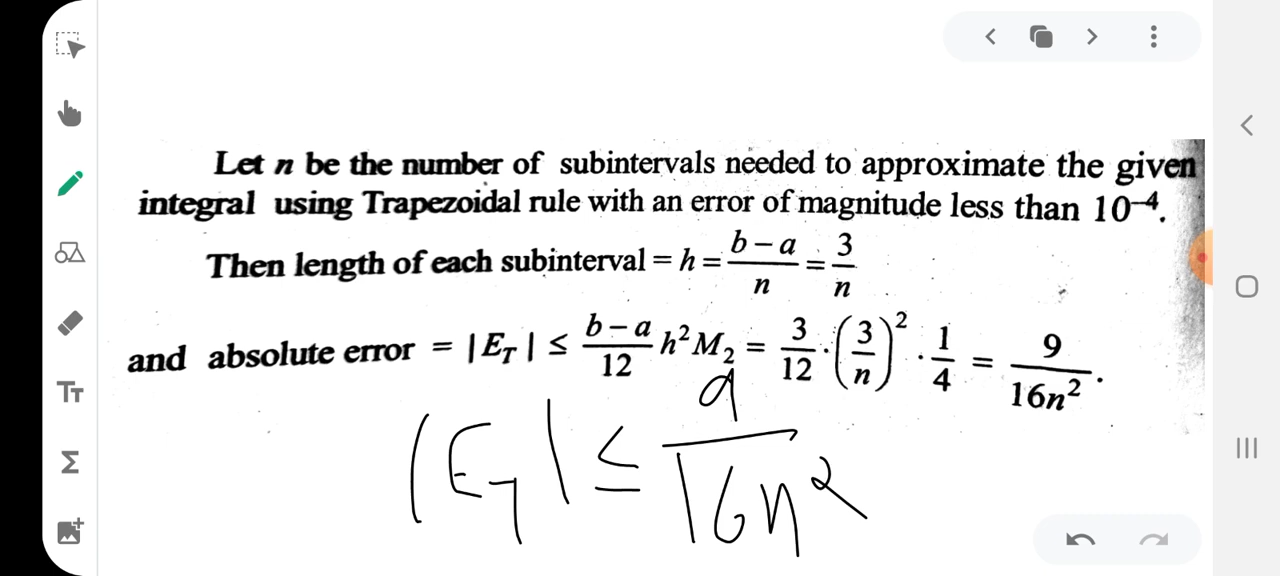 Let n be the number of subintervals needed to approximate the given
integral using Trapezoidal rule with an error of magnitude less than 10⁻⁴.
Then length of each subinterval = h = (b – a)/n = 3/n
and absolute error = |E_T| ≤ (b – a)/12 h²M₂ = 3/12 · (3/n)² · 1/4 = 9/(16n²).
|E_T| ≤ 9/(16n²)
TT
Σ